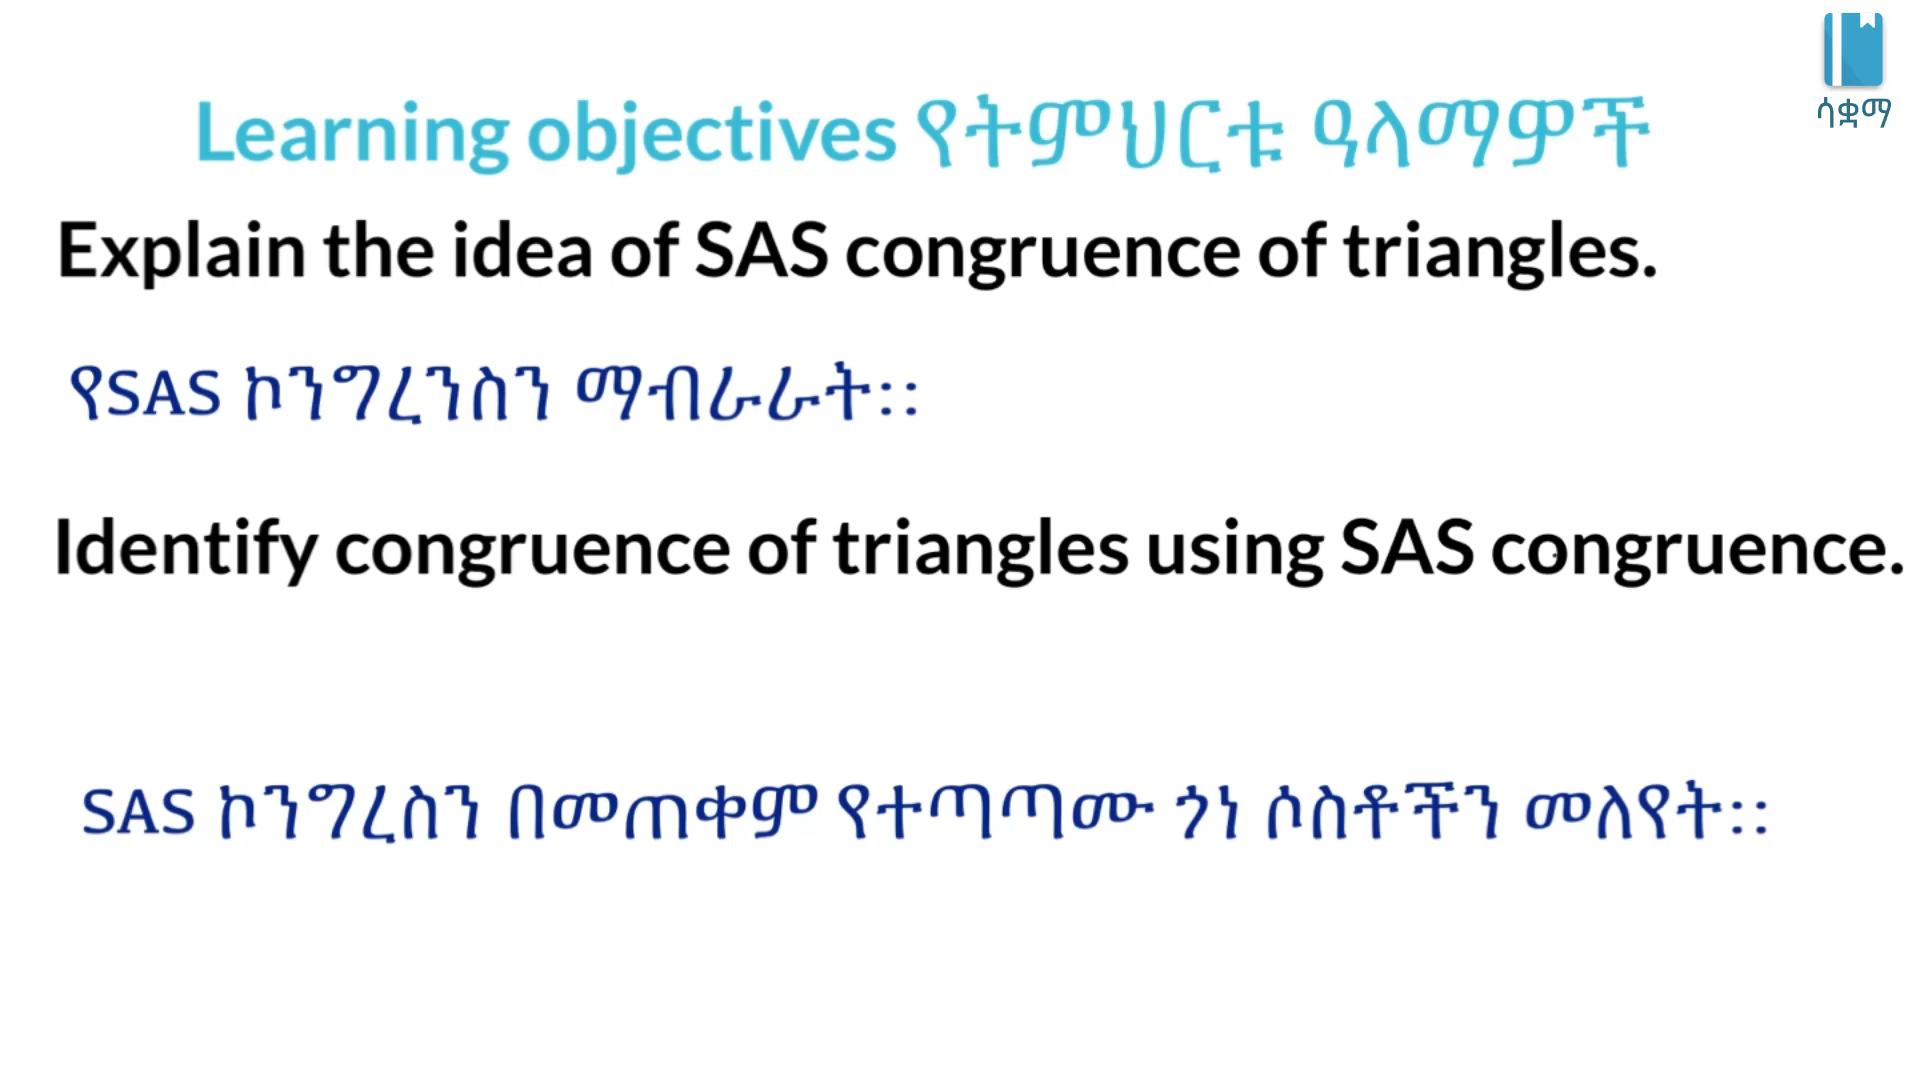 ሳቋማ
Learning objectives የትምህርቱ ዓላማዎች
Explain the idea of SAS congruence of triangles.
የSAS ኮንግረንስን ማብራራት፡፡
Identify congruence of triangles using SAS congruence.
SAS ኮንግረስን በመጠቀም የተጣጣሙ ጎነ ሶስቶችን መለየት፡፡